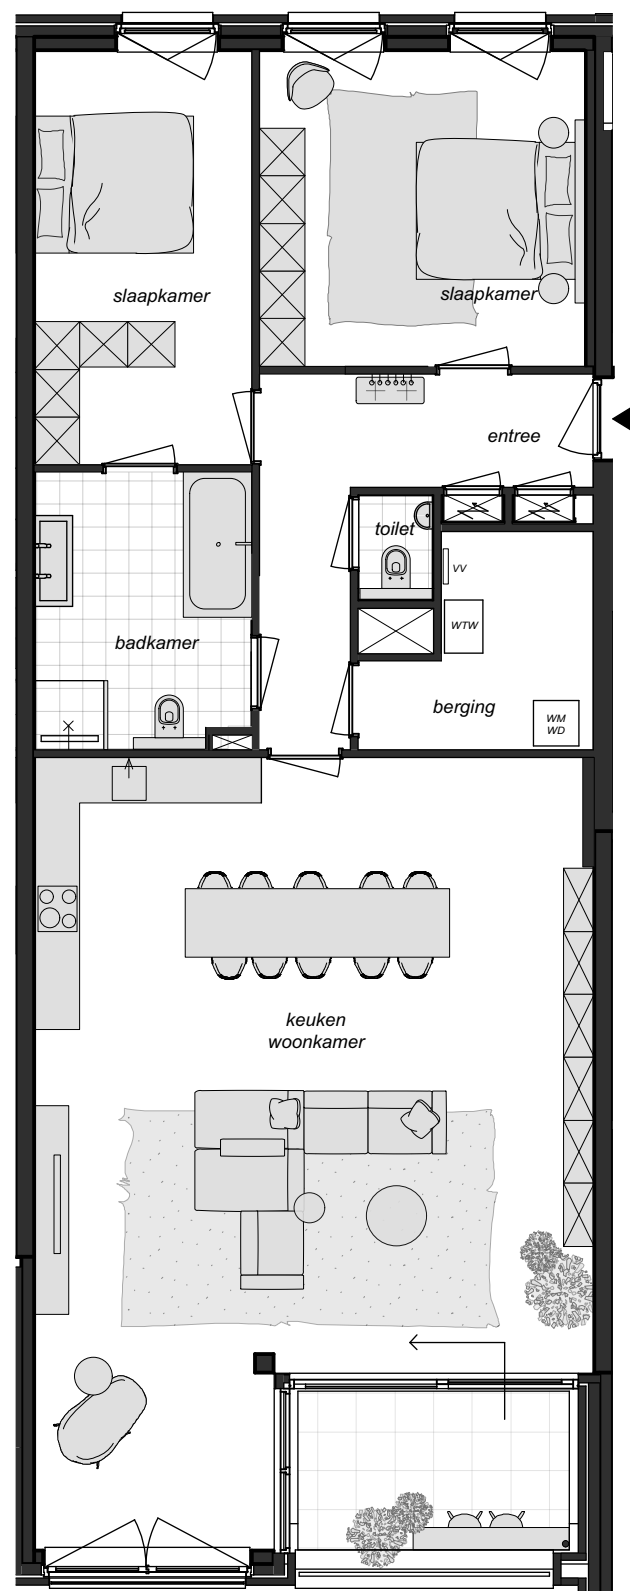 slaapkamer
slaapkamer
entree
toilet
VV
WTW
badkamer
berging
WM
WD
keuken
woonkamer